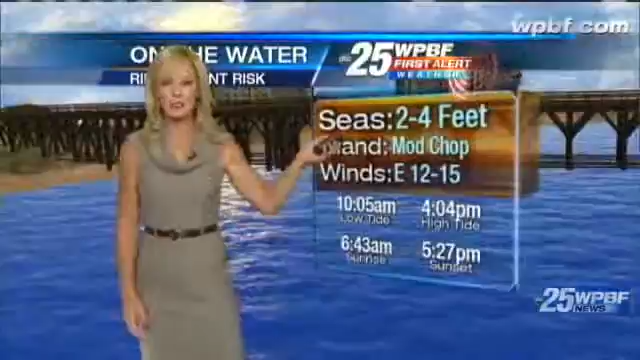 wpbf.com
ON THE WATER
abc 25 WPBF
FIRST ALERT
WEATHER
RISK
Seas: 2-4 Feet
Mod Chop
Winds: E 12-15
10:05am 4:04pm
Low Tide High Tide
6:43am 5:27pm
Sunrise Sunset
25 WPBF
NEWS